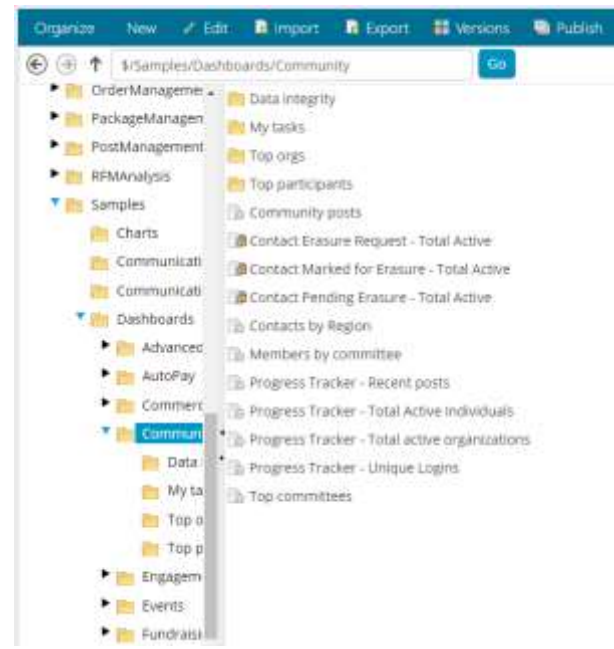 Organize New Edit Import Export Versions Publish
$/Samples/Dashboards/Community Go
OrderManageme
PackageManagem
PostManagement
RFMAnalysis
Samples
Charts
Communicati
Communicati
Dashboards
Advanced
AutoPay
Commerc
Commun
Data
My ta
Top o
Top p
Engagem
Events
Fundraisi
Data integrity
My tasks
Top orgs
Top participants
Community posts
Contact Erasure Request - Total Active
Contact Marked for Erasure - Total Active
Contact Pending Erasure - Total Active
Contacts by Region
Members by committee
Progress Tracker - Recent posts
Progress Tracker - Total Active Individuals
Progress Tracker - Total active organizations
Progress Tracker - Unique Logins
Top committees